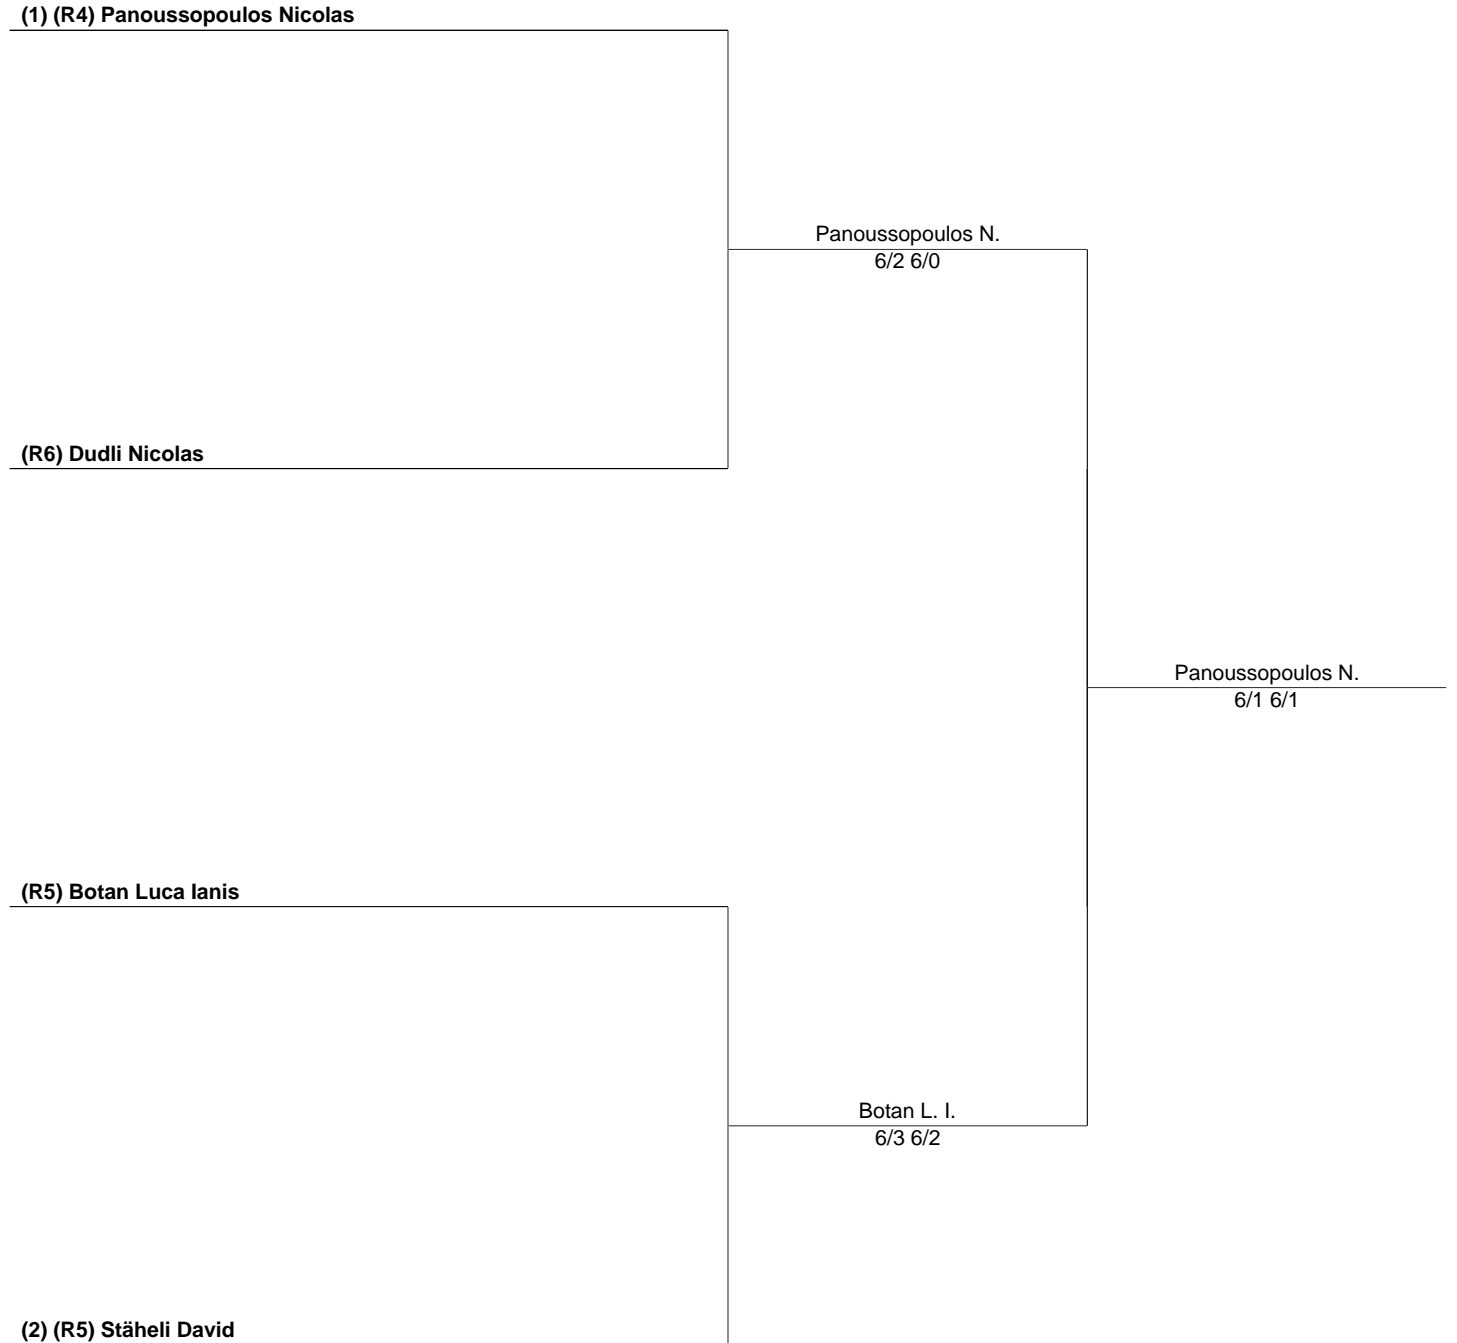 (1) (R4) Panoussopoulos Nicolas
Panoussopoulos N.
6/2 6/0
(R6) Dudli Nicolas
Panoussopoulos N.
6/1 6/1
(R5) Botan Luca Ianis
Botan L. I.
6/3 6/2
(2) (R5) Stäheli David